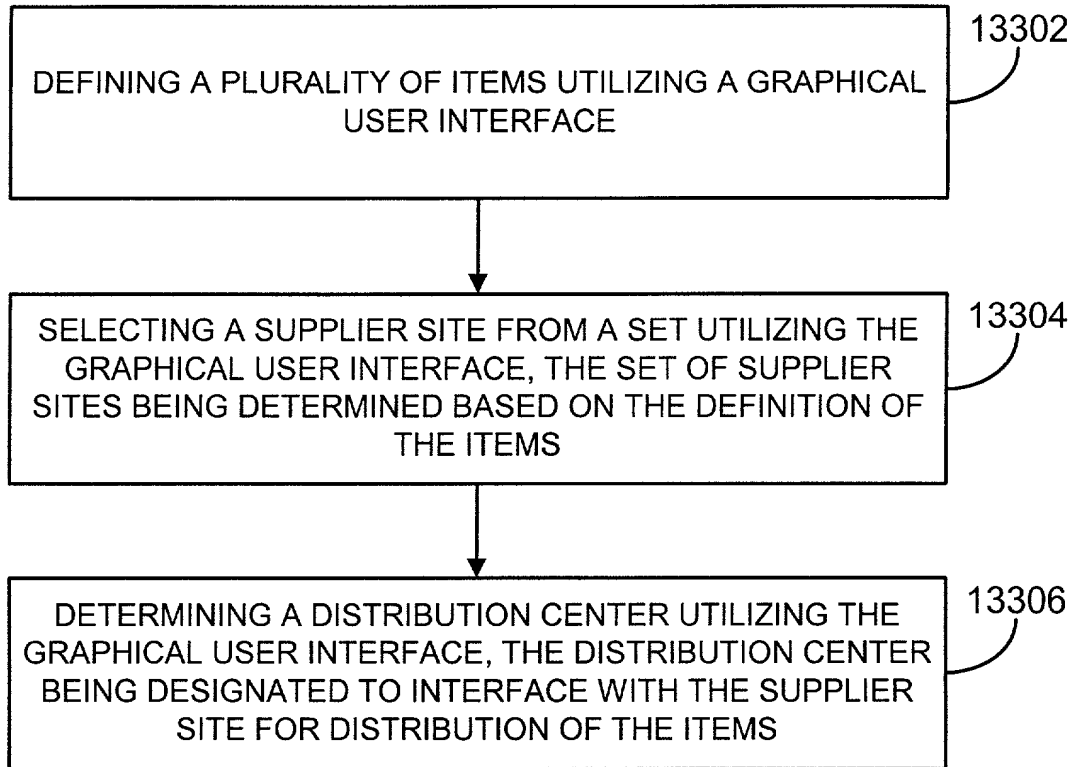 13302
DEFINING A PLURALITY OF ITEMS UTILIZING A GRAPHICAL
USER INTERFACE
13304
SELECTING A SUPPLIER SITE FROM A SET UTILIZING THE
GRAPHICAL USER INTERFACE, THE SET OF SUPPLIER
SITES BEING DETERMINED BASED ON THE DEFINITION OF
THE ITEMS
13306
DETERMINING A DISTRIBUTION CENTER UTILIZING THE
GRAPHICAL USER INTERFACE, THE DISTRIBUTION CENTER
BEING DESIGNATED TO INTERFACE WITH THE SUPPLIER
SITE FOR DISTRIBUTION OF THE ITEMS